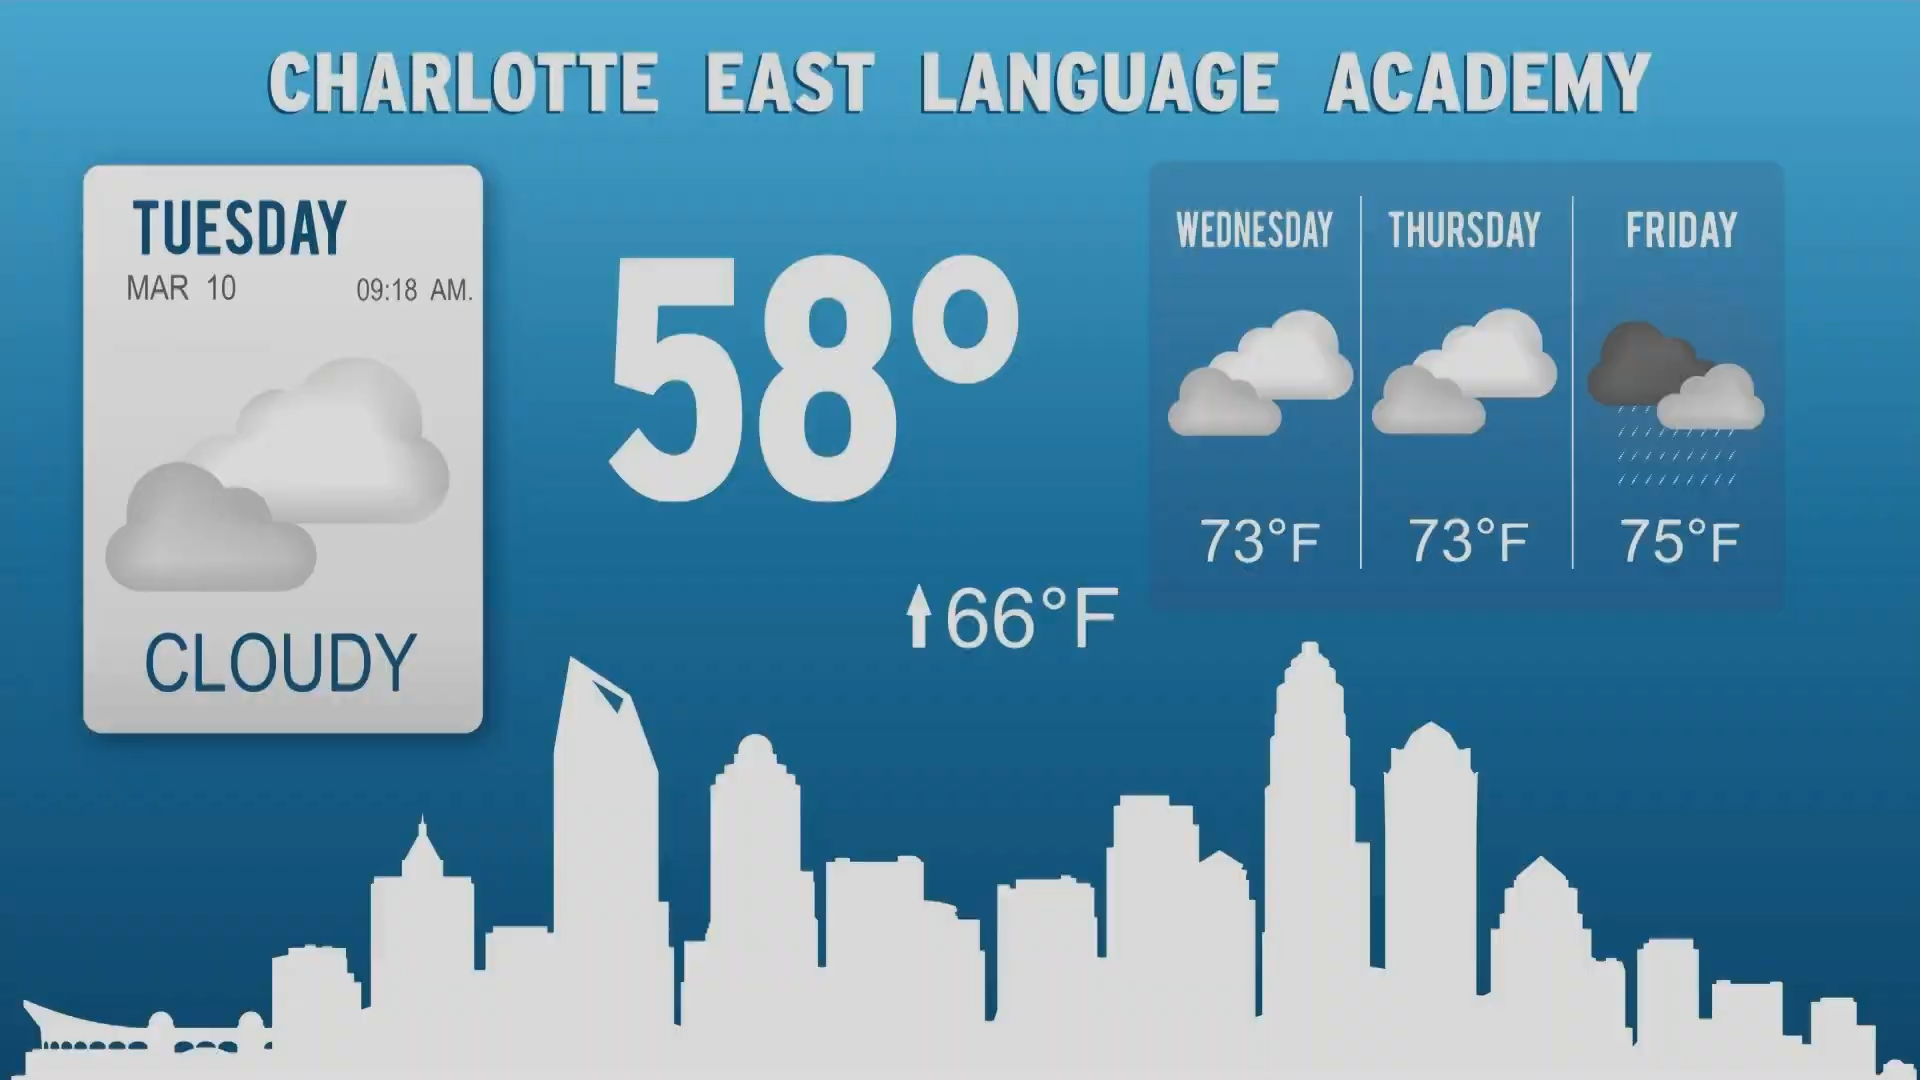 CHARLOTTE EAST LANGUAGE ACADEMY
TUESDAY
MAR 10 09:18 AM.
CLOUDY
58°
66°F
WEDNESDAY THURSDAY FRIDAY
73°F 73°F 75°F